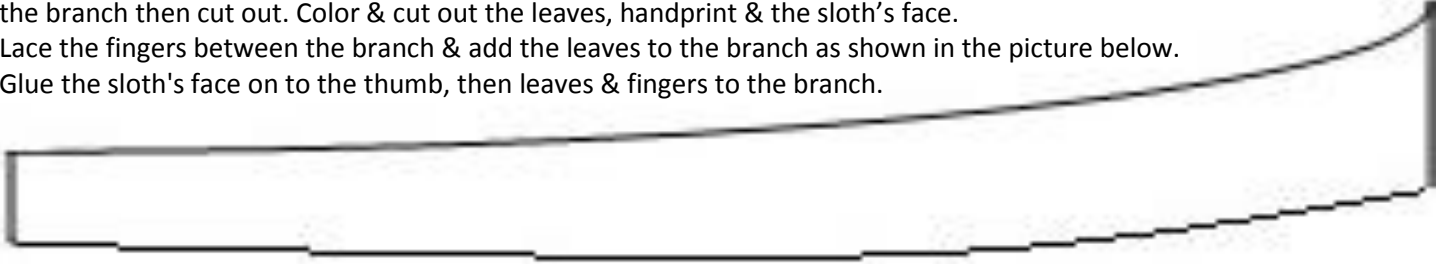 the branch then cut out. Color & cut out the leaves, handprint & the sloth’s face.
Lace the fingers between the branch & add the leaves to the branch as shown in the picture below.
Glue the sloth's face on to the thumb, then leaves & fingers to the branch.